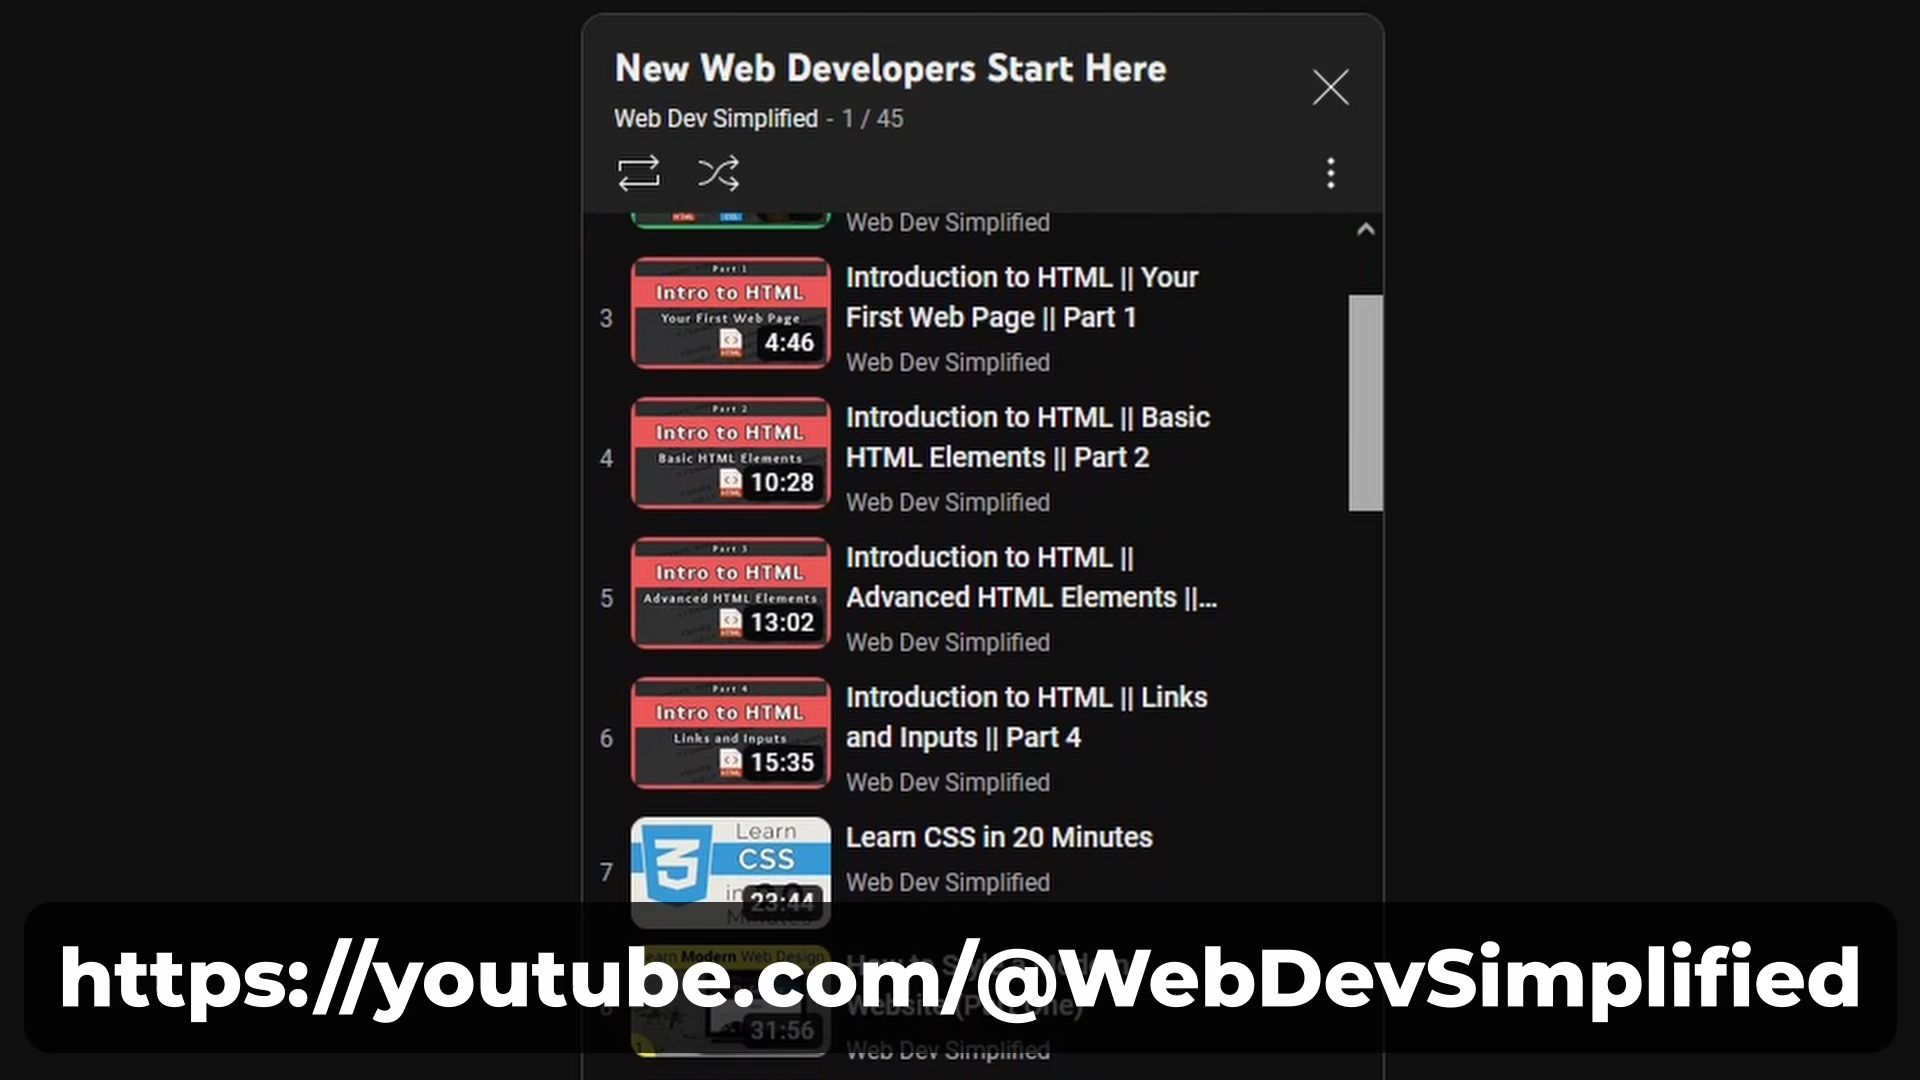 New Web Developers Start Here
Web Dev Simplified - 1 / 45
Web Dev Simplified
3
Part 1
Intro to HTML
Your First Web Page
4:46
Introduction to HTML || Your
First Web Page || Part 1
Web Dev Simplified
4
Part 2
Intro to HTML
Basic HTML Elements
10:28
Introduction to HTML || Basic
HTML Elements || Part 2
Web Dev Simplified
5
Part 3
Intro to HTML
Advanced HTML Elements
13:02
Introduction to HTML ||
Advanced HTML Elements ||...
Web Dev Simplified
6
Part 4
Intro to HTML
Links and Inputs
15:35
Introduction to HTML || Links
and Inputs || Part 4
Web Dev Simplified
7
Learn
CSS
in
23:44
Learn CSS in 20 Minutes
Web Dev Simplified
Modern Web Design
31:56
Web Dev Simplified
https://youtube.com/@WebDevSimplified